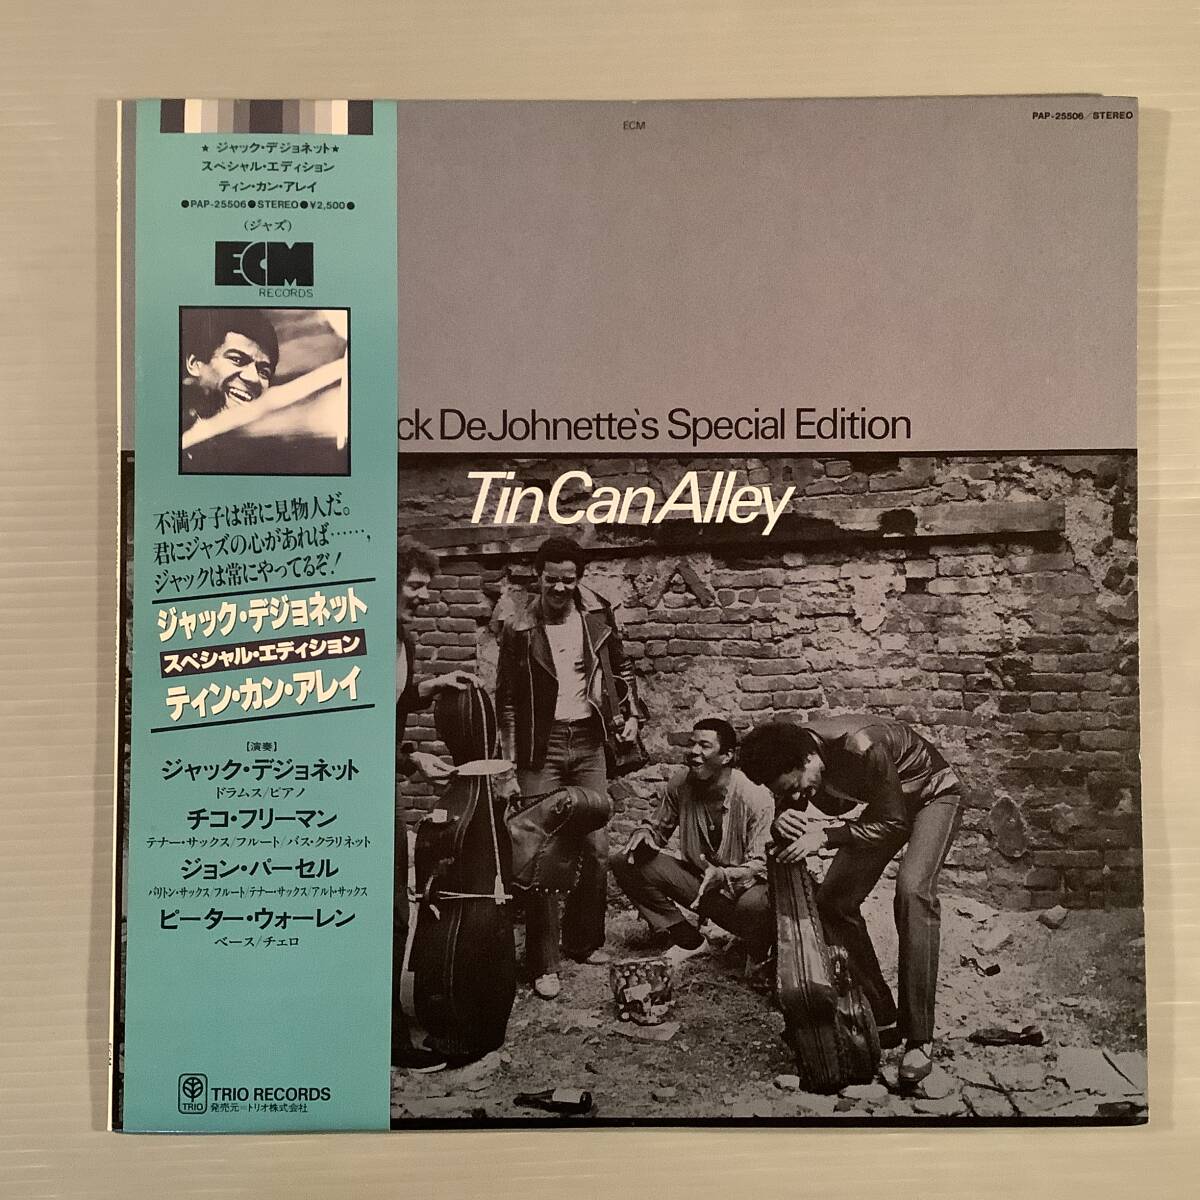 ★ ジャック・デジョネット★
スペシャル・エディション
ティン・カン・アレイ
●PAP-25506●STEREO●¥2,500●
(ジャズ)
ECM
RECORDS
不満分子は常に見物人だ。
君にジャズの心があれば……,
ジャックは常にやってるぞ!
ジャック・デジョネット
スペシャル・エディション
ティン・カン・アレイ
【演奏】
ジャック・デジョネット
ドラムス/ピアノ
チコ・フリーマン
テナー・サックス/フルート/バス・クラリネット
ジョン・パーセル
バリトン・サックス/フルート/テナー・サックス/アルト・サックス
ピーター・ウォーレン
ベース/チェロ
TRIO
TRIO RECORDS
発売元=トリオ株式会社
ECM
PAP-25506/STEREO
ck DeJohnette's Special Edition
Tin Can Alley